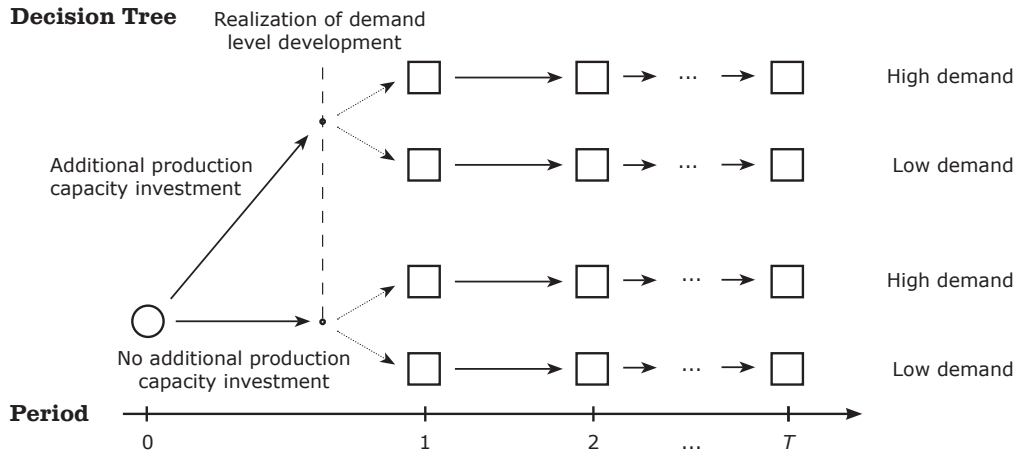 Decision Tree
Realization of demand
level development
...
High demand
Additional production
capacity investment
...
Low demand
...
High demand
No additional production
capacity investment
...
Low demand
Period
0
1
2
...
T